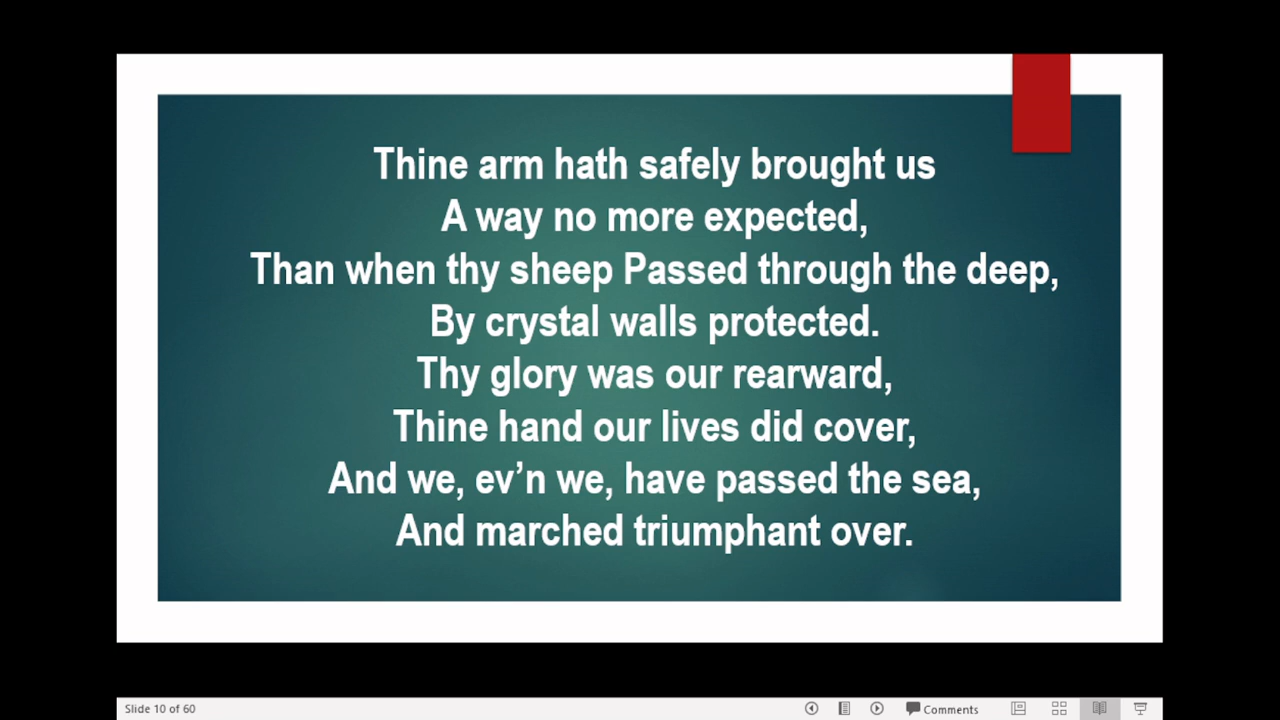 Thine arm hath safely brought us
A way no more expected,
Than when thy sheep Passed through the deep,
By crystal walls protected.
Thy glory was our rearward,
Thine hand our lives did cover,
And we, ev’n we, have passed the sea,
And marched triumphant over.
Slide 10 of 60
Comments